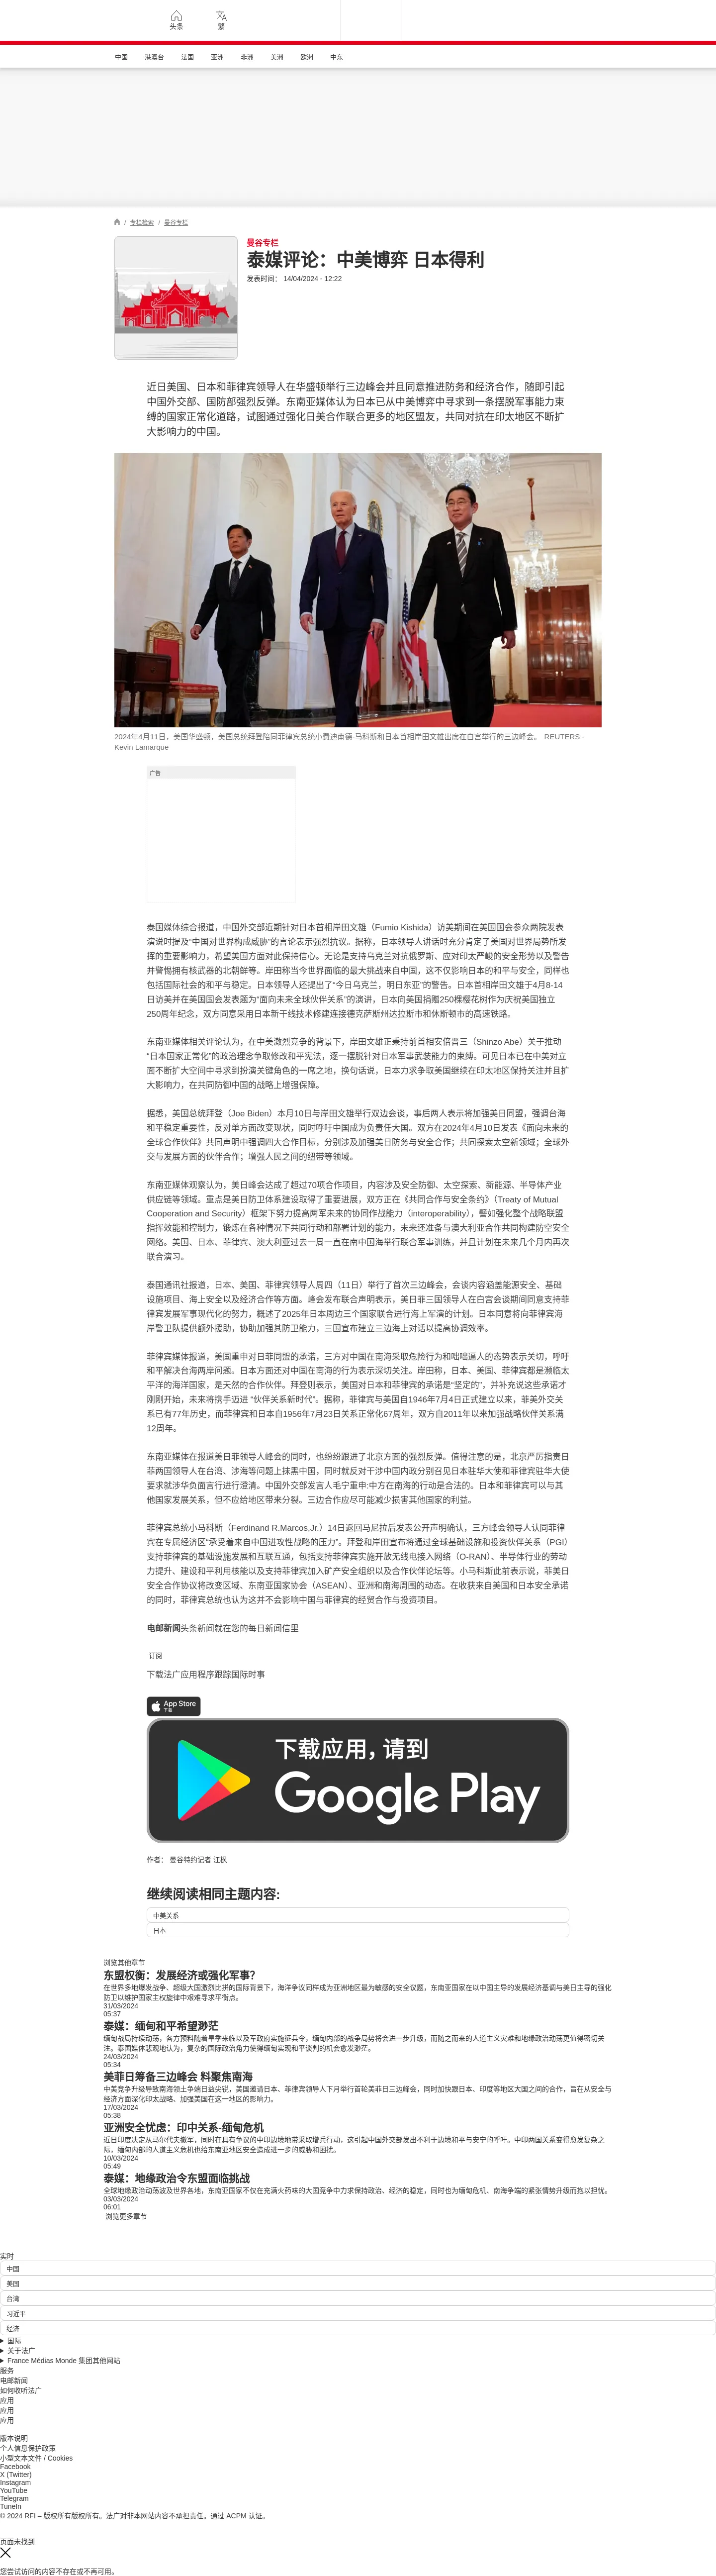 头条
繁
中国 港澳台 法国 亚洲 非洲 美洲 欧洲 中东
/ 专栏检索 / 曼谷专栏
曼谷专栏
泰媒评论：中美博弈 日本得利
发表时间： 14/04/2024 - 12:22
近日美国、日本和菲律宾领导人在华盛顿举行三边峰会并且同意推进防务和经济合作，随即引起
中国外交部、国防部强烈反弹。东南亚媒体认为日本已从中美博弈中寻求到一条摆脱军事能力束
缚的国家正常化道路，试图通过强化日美合作联合更多的地区盟友，共同对抗在印太地区不断扩
大影响力的中国。
2024年4月11日，美国华盛顿，美国总统拜登陪同菲律宾总统小费迪南德-马科斯和日本首相岸田文雄出席在白宫举行的三边峰会。 REUTERS -
Kevin Lamarque
广告
泰国媒体综合报道，中国外交部近期针对日本首相岸田文雄（Fumio Kishida）访美期间在美国国会参众两院发表
演说时提及“中国对世界构成威胁”的言论表示强烈抗议。据称，日本领导人讲话时充分肯定了美国对世界局势所发
挥的重要影响力，希望美国方面对此保持信心。无论是支持乌克兰对抗俄罗斯、应对印太严峻的安全形势以及警告
并警惕拥有核武器的北朝鲜等。岸田称当今世界面临的最大挑战来自中国，这不仅影响日本的和平与安全，同样也
包括国际社会的和平与稳定。日本领导人还提出了“今日乌克兰，明日东亚”的警告。日本首相岸田文雄于4月8-14
日访美并在美国国会发表题为“面向未来全球伙伴关系”的演讲，日本向美国捐赠250棵樱花树作为庆祝美国独立
250周年纪念，双方同意采用日本新干线技术修建连接德克萨斯州达拉斯市和休斯顿市的高速铁路。
东南亚媒体相关评论认为，在中美激烈竞争的背景下，岸田文雄正秉持前首相安倍晋三（Shinzo Abe）关于推动
“日本国家正常化”的政治理念争取修改和平宪法，逐一摆脱针对日本军事武装能力的束缚。可见日本已在中美对立
面不断扩大空间中寻求到扮演关键角色的一席之地，换句话说，日本力求争取美国继续在印太地区保持关注并且扩
大影响力，在共同防御中国的战略上增强保障。
据悉，美国总统拜登（Joe Biden）本月10日与岸田文雄举行双边会谈，事后两人表示将加强美日同盟，强调台海
和平稳定重要性，反对单方面改变现状，同时呼吁中国成为负责任大国。双方在2024年4月10日发表《面向未来的
全球合作伙伴》共同声明中强调四大合作目标，分别涉及加强美日防务与安全合作；共同探索太空新领域；全球外
交与发展方面的伙伴合作；增强人民之间的纽带等领域。
东南亚媒体观察认为，美日峰会达成了超过70项合作项目，内容涉及安全防御、太空探索、新能源、半导体产业
供应链等领域。重点是美日防卫体系建设取得了重要进展，双方正在《共同合作与安全条约》（Treaty of Mutual
Cooperation and Security）框架下努力提高两军未来的协同作战能力（interoperability），譬如强化整个战略联盟
指挥效能和控制力，锻炼在各种情况下共同行动和部署计划的能力，未来还准备与澳大利亚合作共同构建防空安全
网络。美国、日本、菲律宾、澳大利亚过去一周一直在南中国海举行联合军事训练，并且计划在未来几个月内再次
联合演习。
泰国通讯社报道，日本、美国、菲律宾领导人周四（11日）举行了首次三边峰会，会谈内容涵盖能源安全、基础
设施项目、海上安全以及经济合作等方面。峰会发布联合声明表示，美日菲三国领导人在白宫会谈期间同意支持菲
律宾发展军事现代化的努力，概述了2025年日本周边三个国家联合进行海上军演的计划。日本同意将向菲律宾海
岸警卫队提供额外援助，协助加强其防卫能力，三国宣布建立三边海上对话以提高协调效率。
菲律宾媒体报道，美国重申对日菲同盟的承诺，三方对中国在南海采取危险行为和咄咄逼人的态势表示关切，呼吁
和平解决台海两岸问题。日本方面还对中国在南海的行为表示深切关注。岸田称，日本、美国、菲律宾都是濒临太
平洋的海洋国家，是天然的合作伙伴。拜登则表示，美国对日本和菲律宾的承诺是“坚定的”，并补充说这些承诺才
刚刚开始，未来将携手迈进 “伙伴关系新时代”。据称，菲律宾与美国自1946年7月4日正式建立以来，菲美外交关
系已有77年历史，而菲律宾和日本自1956年7月23日关系正常化67周年，双方自2011年以来加强战略伙伴关系满
12周年。
东南亚媒体在报道美日菲领导人峰会的同时，也纷纷跟进了北京方面的强烈反弹。值得注意的是，北京严厉指责日
菲两国领导人在台湾、涉海等问题上抹黑中国，同时就反对干涉中国内政分别召见日本驻华大使和菲律宾驻华大使
要求就涉华负面言行进行澄清。中国外交部发言人毛宁重申:中方在南海的行动是合法的。日本和菲律宾可以与其
他国家发展关系，但不应给地区带来分裂。三边合作应尽可能减少损害其他国家的利益。
菲律宾总统小马科斯（Ferdinand R.Marcos,Jr.）14日返回马尼拉后发表公开声明确认，三方峰会领导人认同菲律
宾在专属经济区“承受着来自中国进攻性战略的压力”。拜登和岸田宣布将通过全球基础设施和投资伙伴关系（PGI）
支持菲律宾的基础设施发展和互联互通，包括支持菲律宾实施开放无线电接入网络（O-RAN）、半导体行业的劳动
力提升、建设和平利用核能以及支持菲律宾加入矿产安全组织以及合作伙伴论坛等。小马科斯此前表示说，菲美日
安全合作协议将改变区域、东南亚国家协会（ASEAN）、亚洲和南海周围的动态。在收获来自美国和日本安全承诺
的同时，菲律宾总统也认为这并不会影响中国与菲律宾的经贸合作与投资项目。
电邮新闻头条新闻就在您的每日新闻信里
订阅
下载法广应用程序跟踪国际时事
App Store
下载
下载应用，请到
Google Play
作者： 曼谷特约记者 江枫
继续阅读相同主题内容:
中美关系
日本
浏览其他章节
东盟权衡：发展经济或强化军事?
在世界多地爆发战争、超级大国激烈比拼的国际背景下，海洋争议同样成为亚洲地区最为敏感的安全议题，东南亚国家在以中国主导的发展经济基调与美日主导的强化
防卫以维护国家主权旋律中艰难寻求平衡点。
31/03/2024
05:37
泰媒：缅甸和平希望渺茫
缅甸战局持续动荡，各方预料随着旱季来临以及军政府实施征兵令，缅甸内部的战争局势将会进一步升级，而随之而来的人道主义灾难和地缘政治动荡更值得密切关
注。泰国媒体悲观地认为，复杂的国际政治角力使得缅甸实现和平谈判的机会愈发渺茫。
24/03/2024
05:34
美菲日筹备三边峰会 料聚焦南海
中美竞争升级导致南海领土争端日益尖锐，美国邀请日本、菲律宾领导人下月举行首轮美菲日三边峰会，同时加快跟日本、印度等地区大国之间的合作，旨在从安全与
经济方面深化印太战略、加强美国在这一地区的影响力。
17/03/2024
05:38
亚洲安全忧虑：印中关系-缅甸危机
近日印度决定从马尔代夫撤军，同时在具有争议的中印边境地带采取增兵行动，这引起中国外交部发出不利于边境和平与安宁的呼吁。中印两国关系变得愈发复杂之
际，缅甸内部的人道主义危机也给东南亚地区安全造成进一步的威胁和困扰。
10/03/2024
05:49
泰媒：地缘政治令东盟面临挑战
全球地缘政治动荡波及世界各地，东南亚国家不仅在充满火药味的大国竞争中力求保持政治、经济的稳定，同时也为缅甸危机、南海争端的紧张情势升级而抱以担忧。
03/03/2024
06:01
浏览更多章节
实时
中国
美国
台湾
习近平
经济
国际
关于法广
France Médias Monde 集团其他网站
服务
电邮新闻
如何收听法广
应用
应用
应用
版本说明
个人信息保护政策
小型文本文件 / Cookies
Facebook
X (Twitter)
Instagram
YouTube
Telegram
TuneIn
© 2024 RFI – 版权所有版权所有。法广对非本网站内容不承担责任。通过 ACPM 认证。
页面未找到
您尝试访问的内容不存在或不再可用。